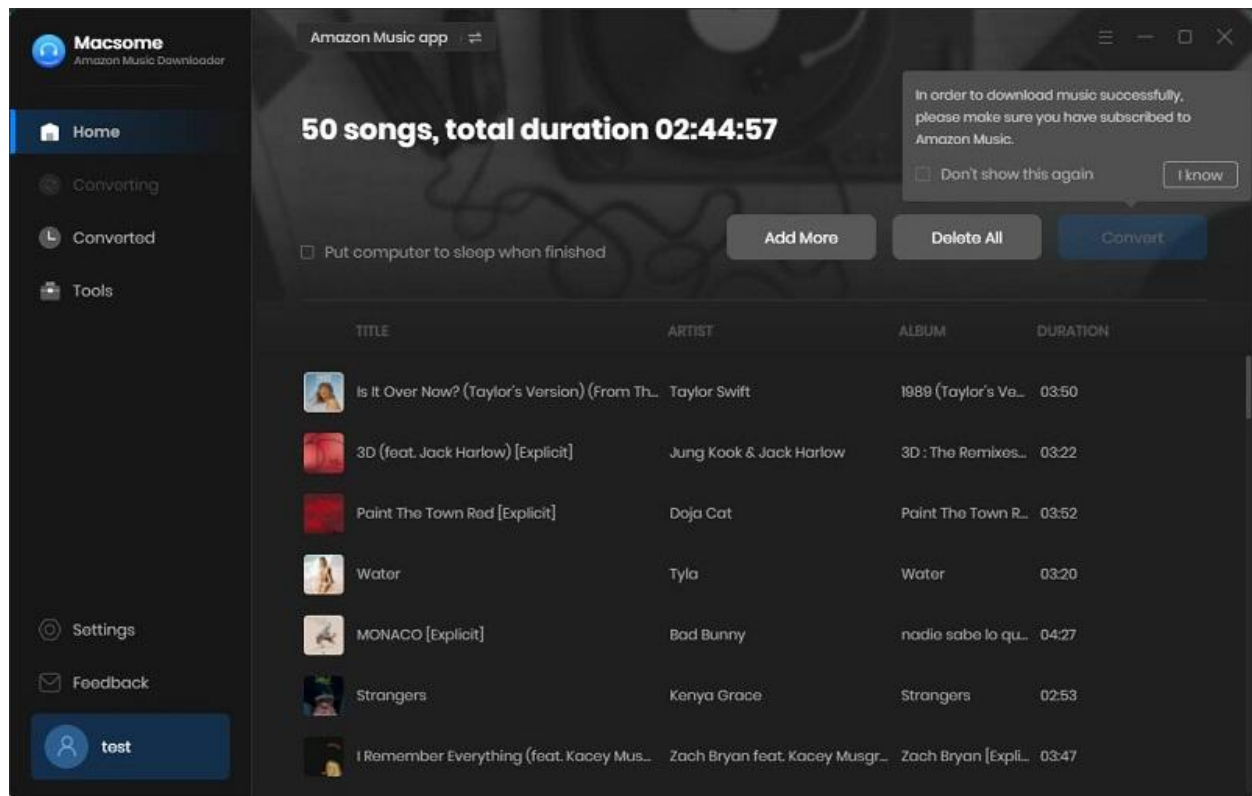 Macsome
Amazon Music Downloader
Home
Converting
Converted
Tools
Settings
Feedback
test
Amazon Music app
50 songs, total duration 02:44:57
In order to download music successfully,
please make sure you have subscribed to
Amazon Music.
Don't show this again
I know
Put computer to sleep when finished
Add More
Delete All
Convert
TITLE ARTIST ALBUM DURATION
Is It Over Now? (Taylor's Version) (From Th... Taylor Swift 1989 (Taylor's Ve... 03:50
3D (feat. Jack Harlow) [Explicit] Jung Kook & Jack Harlow 3D : The Remixes... 03:22
Paint The Town Red [Explicit] Doja Cat Paint The Town R... 03:52
Water Tyla Water 03:20
MONACO [Explicit] Bad Bunny nadie sabe lo qu... 04:27
Strangers Kenya Grace Strangers 02:53
I Remember Everything (feat. Kacey Mus... Zach Bryan feat. Kacey Musgr... Zach Bryan [Expli... 03:47